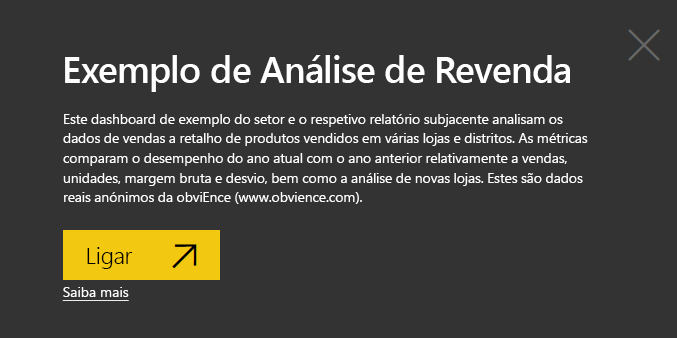 Exemplo de Análise de Revenda
Este dashboard de exemplo do setor e o respetivo relatório subjacente analisam os
dados de vendas a retalho de produtos vendidos em várias lojas e distritos. As métricas
comparam o desempenho do ano atual com o ano anterior relativamente a vendas,
unidades, margem bruta e desvio, bem como a análise de novas lojas. Estes são dados
reais anónimos da obviEnce (www.obvience.com).
Ligar
Saiba mais